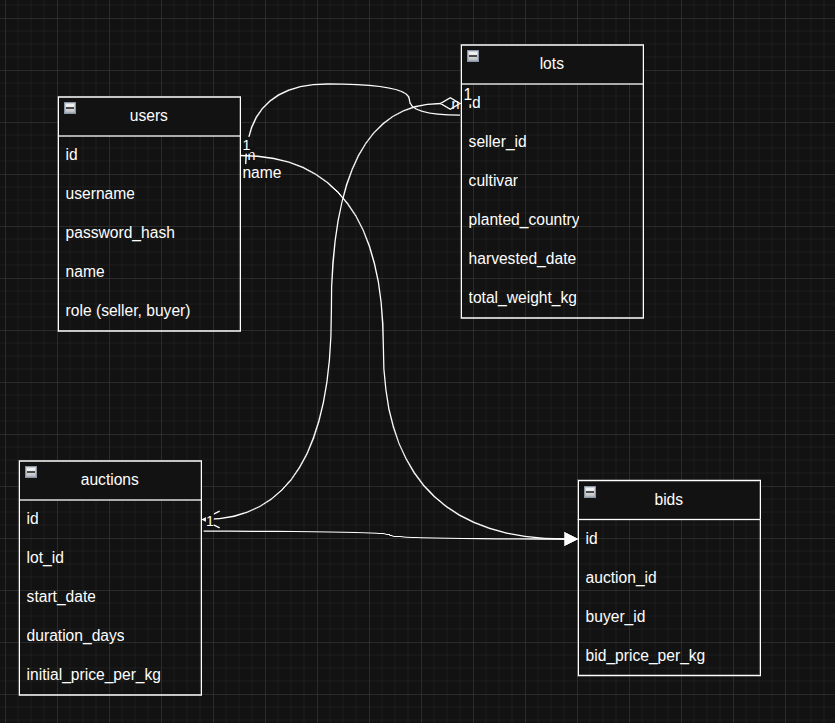 users
id
username
password_hash
name
role (seller, buyer)
1
n
name
lots
1
n
id
seller_id
cultivar
planted_country
harvested_date
total_weight_kg
auctions
id
1
lot_id
start_date
duration_days
initial_price_per_kg
bids
id
auction_id
buyer_id
bid_price_per_kg